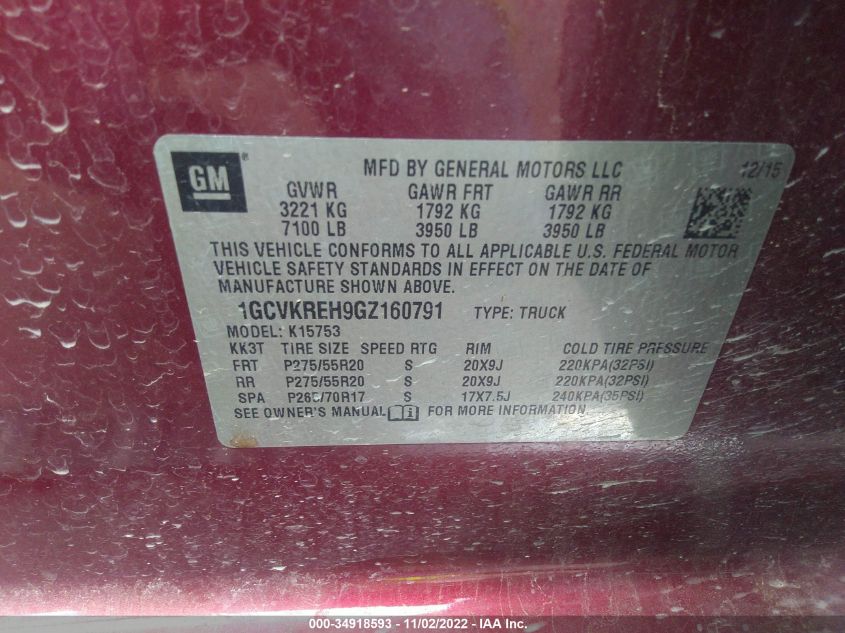 GM ®
MFD BY GENERAL MOTORS LLC 12/15
GVWR GAWR FRT GAWR RR
3221 KG 1792 KG 1792 KG
7100 LB 3950 LB 3950 LB
THIS VEHICLE CONFORMS TO ALL APPLICABLE U.S. FEDERAL MOTOR
VEHICLE SAFETY STANDARDS IN EFFECT ON THE DATE OF
MANUFACTURE SHOWN ABOVE.
1GCVKREH9GZ160791 TYPE: TRUCK
MODEL: K15753
KK3T TIRE SIZE SPEED RTG RIM COLD TIRE PRESSURE
FRT P275/55R20 S 20X9J 220KPA(32PSI)
RR P275/55R20 S 20X9J 220KPA(32PSI)
SPA P265/70R17 S 17X7.5J 240KPA(35PSI)
SEE OWNER'S MANUAL FOR MORE INFORMATION
000-34918593 - 11/02/2022 - IAA Inc.